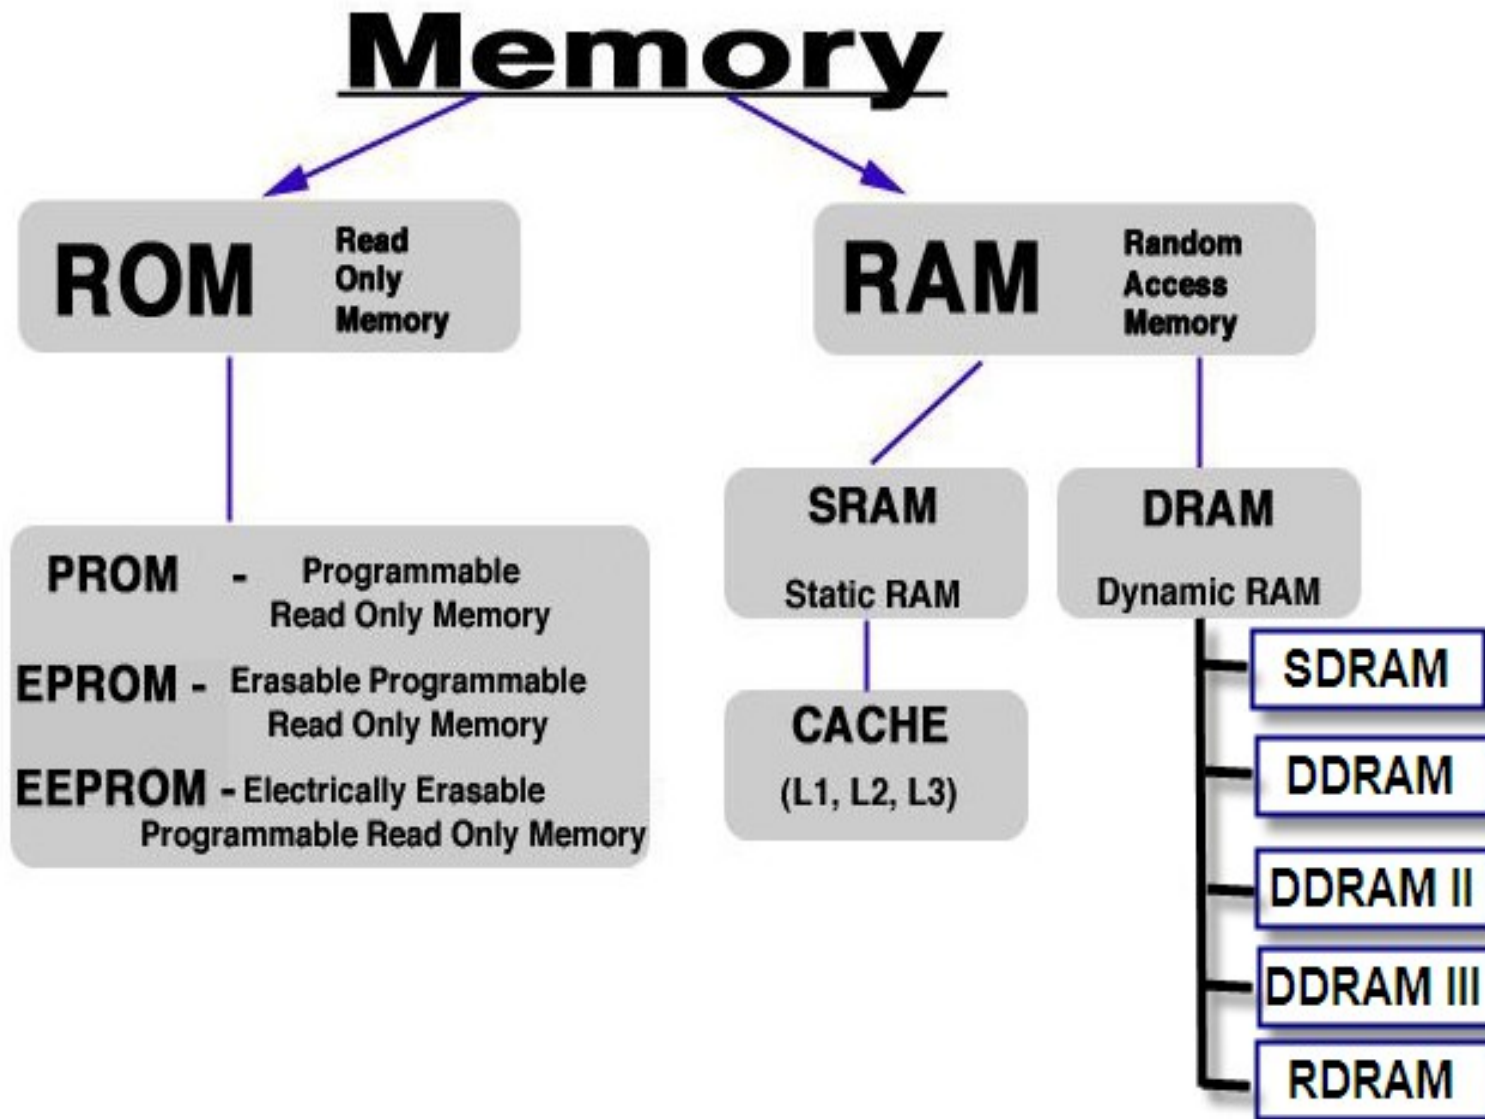 Memory
ROM
Read
Only
Memory
RAM
Random
Access
Memory
PROM - Programmable
Read Only Memory
EPROM - Erasable Programmable
Read Only Memory
EEPROM - Electrically Erasable
Programmable Read Only Memory
SRAM
Static RAM
CACHE
(L1, L2, L3)
DRAM
Dynamic RAM
SDRAM
DDRAM
DDRAM II
DDRAM III
RDRAM